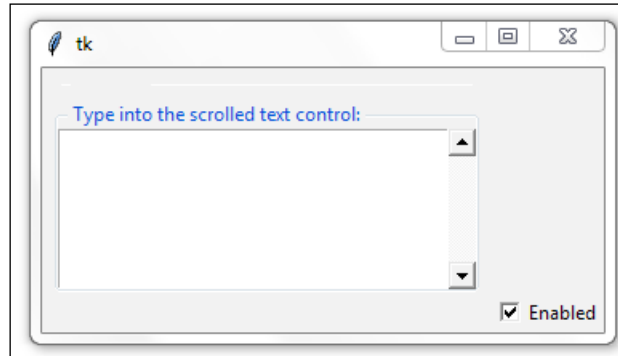 tk
Type into the scrolled text control:
Enabled